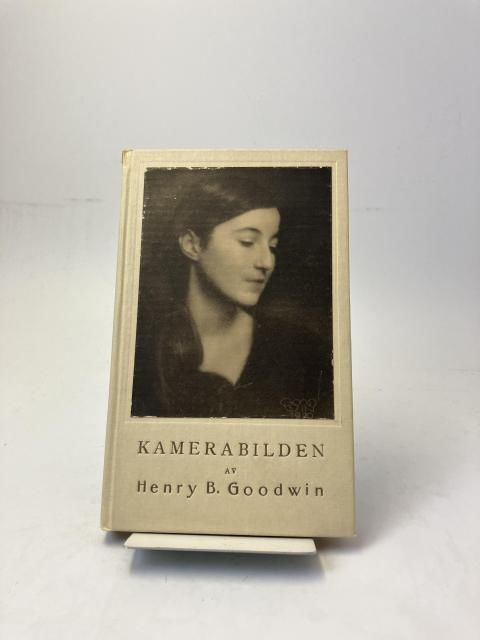 KAMERABILDEN
AV
Henry B. Goodwin